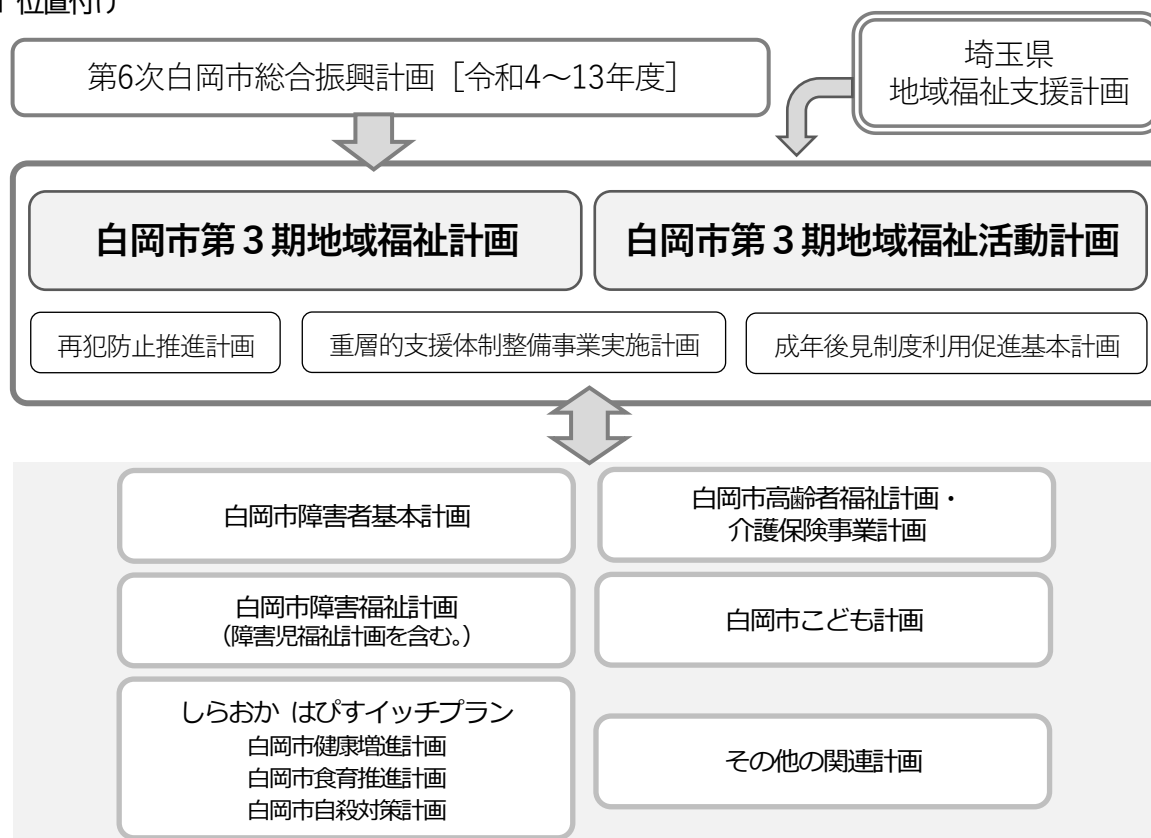 位置付け
第6次白岡市総合振興計画［令和4～13年度］
埼玉県
地域福祉支援計画
白岡市第３期地域福祉計画
白岡市第３期地域福祉活動計画
再犯防止推進計画
重層的支援体制整備事業実施計画
成年後見制度利用促進基本計画
白岡市障害者基本計画
白岡市高齢者福祉計画・
介護保険事業計画
白岡市障害福祉計画
（障害児福祉計画を含む。）
白岡市こども計画
しらおか はぴすイッチプラン
白岡市健康増進計画
白岡市食育推進計画
白岡市自殺対策計画
その他の関連計画